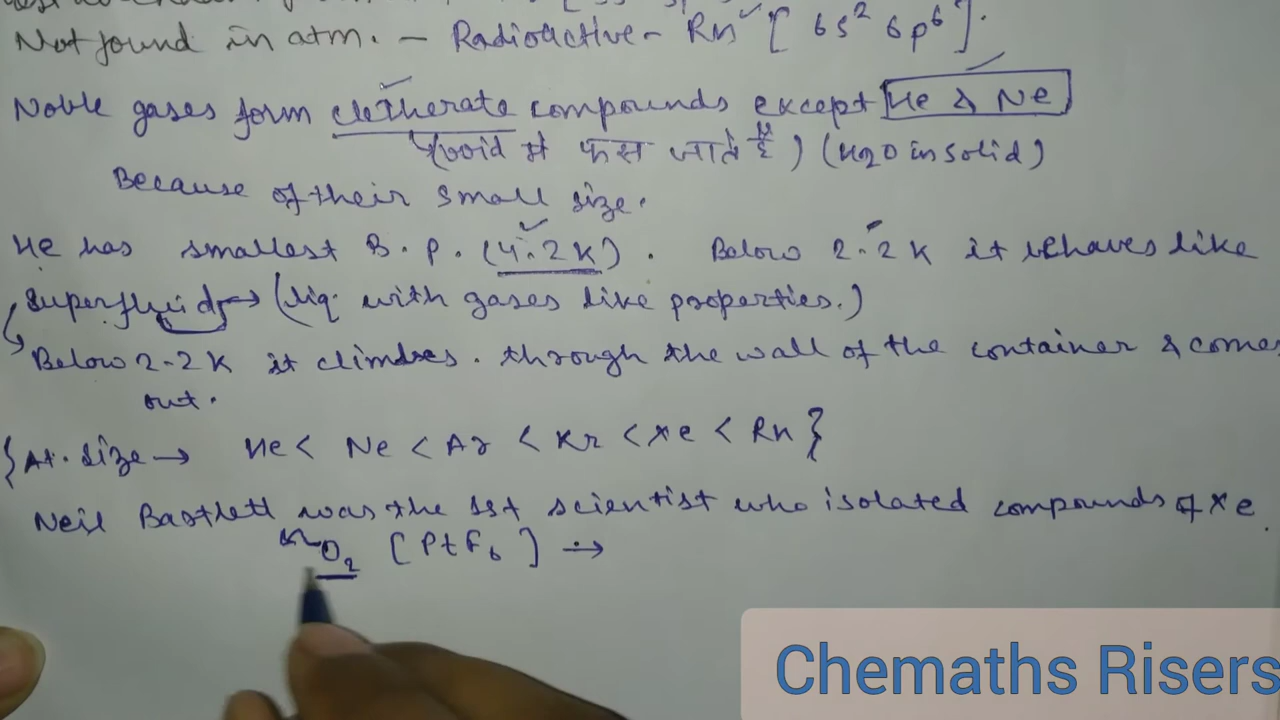 Not found in atm. – Radioactive – Rn [ 6s² 6p⁶ ].
Noble gases form cletherate compounds except He & Ne
(void में फस जाते हैं ) (H2O in solid)
Because of their small size.
He has smallest B.P. (4.2 K). Below 2.2 K it behaves like
superfluid → (liq. with gases like properties.)
Below 2.2 K it climbes. through the wall of the container & comes
out.
{At. size → He < Ne < Ar < Kr < Xe < Rn}
Neil Bartlett was the 1st scientist who isolated compounds of Xe.
O₂ [PtF₆] →
Chemaths Risers